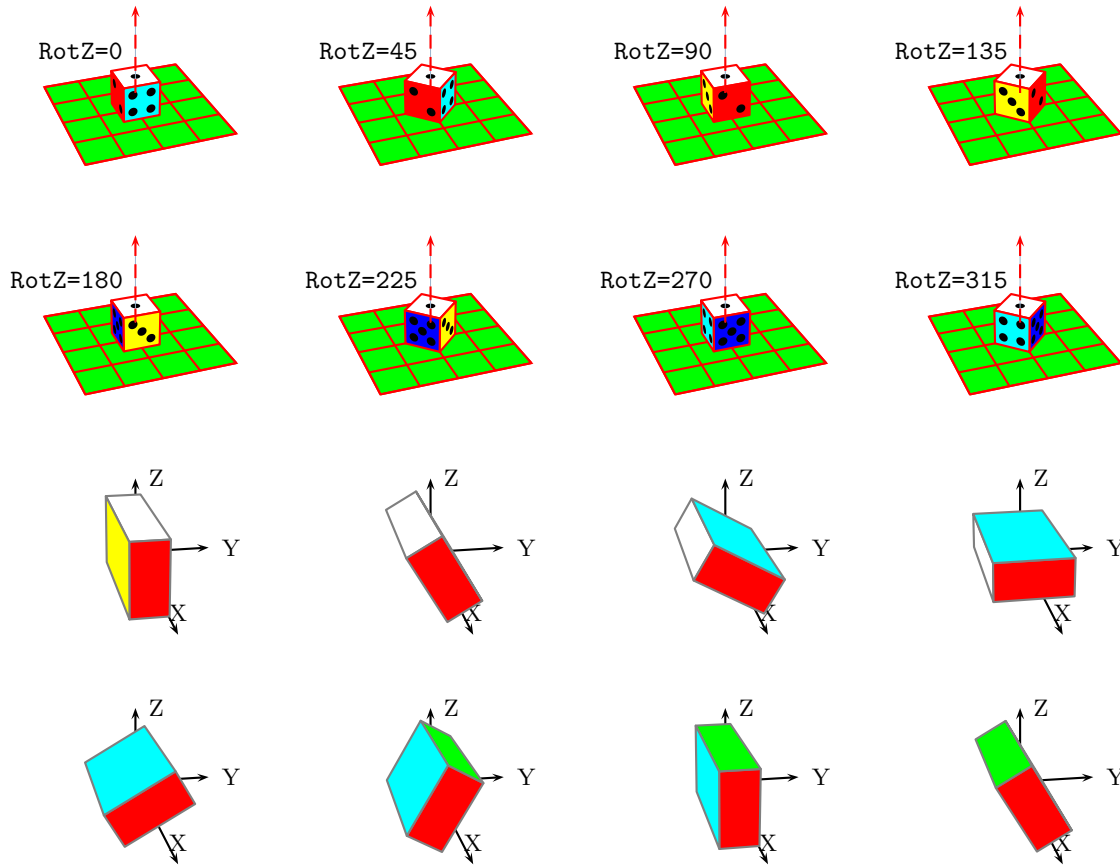 RotZ=0 RotZ=45 RotZ=90 RotZ=135
RotZ=180 RotZ=225 RotZ=270 RotZ=315
Z Z Z Z
Y Y Y Y
X X X X
Z Z Z Z
Y Y Y Y
X X X X